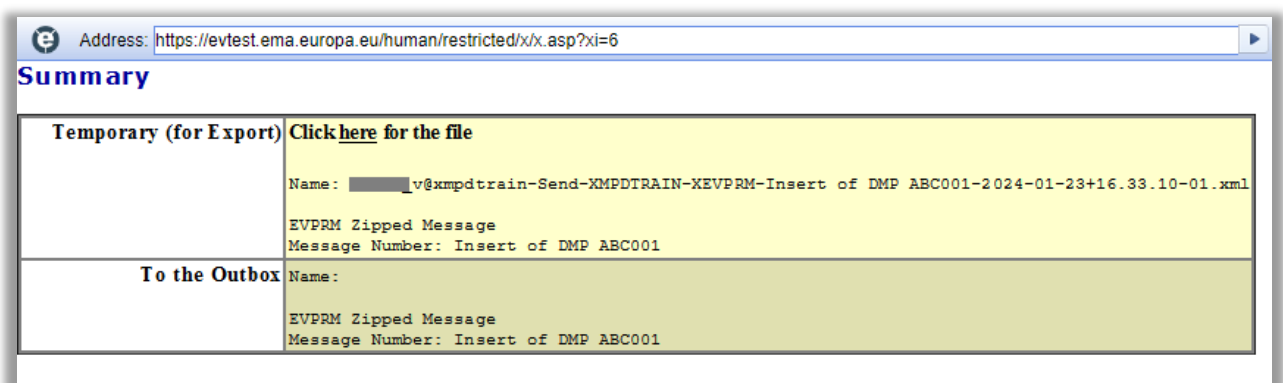 Address: https://evtest.ema.europa.eu/human/restricted/x/x.asp?xi=6
Summary
Temporary (for Export) Click here for the file
Name: _v@xmpdtrain-Send-XMPDTRAIN-XEVPRM-Insert of DMP ABC001-2024-01-23+16.33.10-01.xml
EVPRM Zipped Message
Message Number: Insert of DMP ABC001
To the Outbox Name:
EVPRM Zipped Message
Message Number: Insert of DMP ABC001